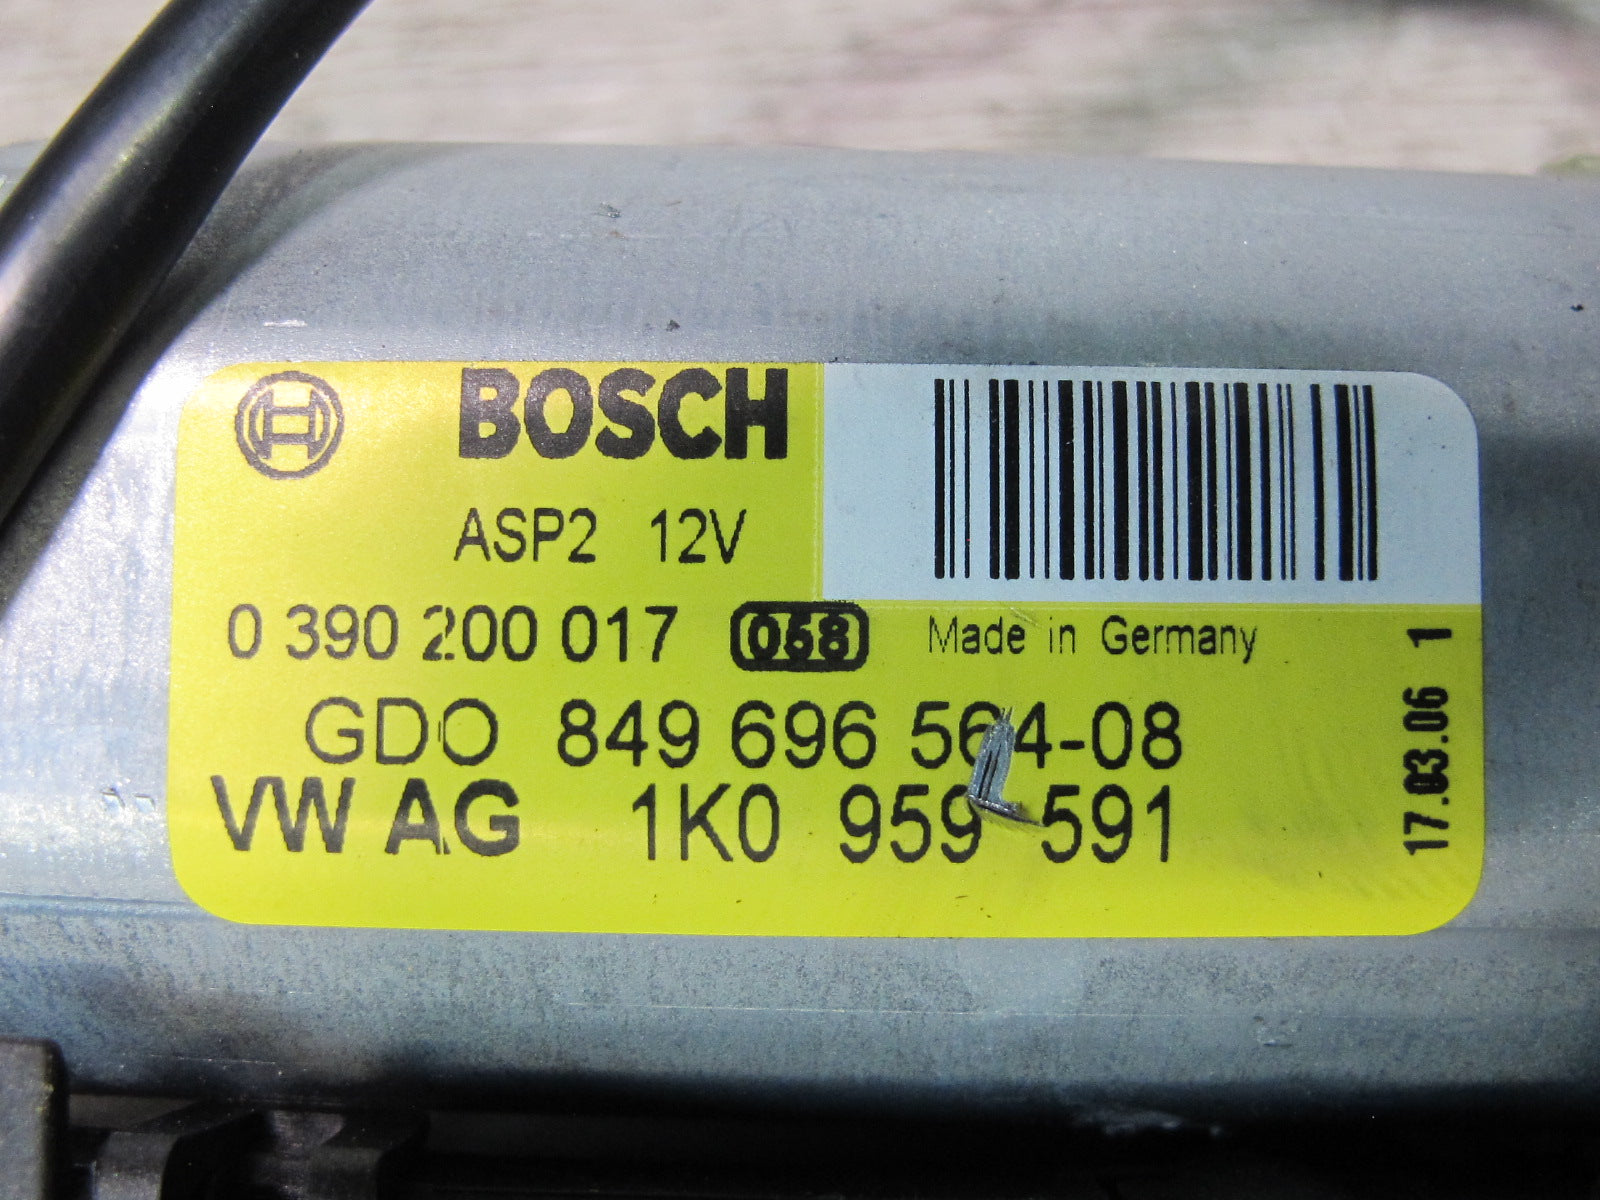 BOSCH
ASP2 12V
0 390 200 017 068 Made in Germany
GDO 849 696 564-08
VW AG 1K0 959 591
17.03.06 1